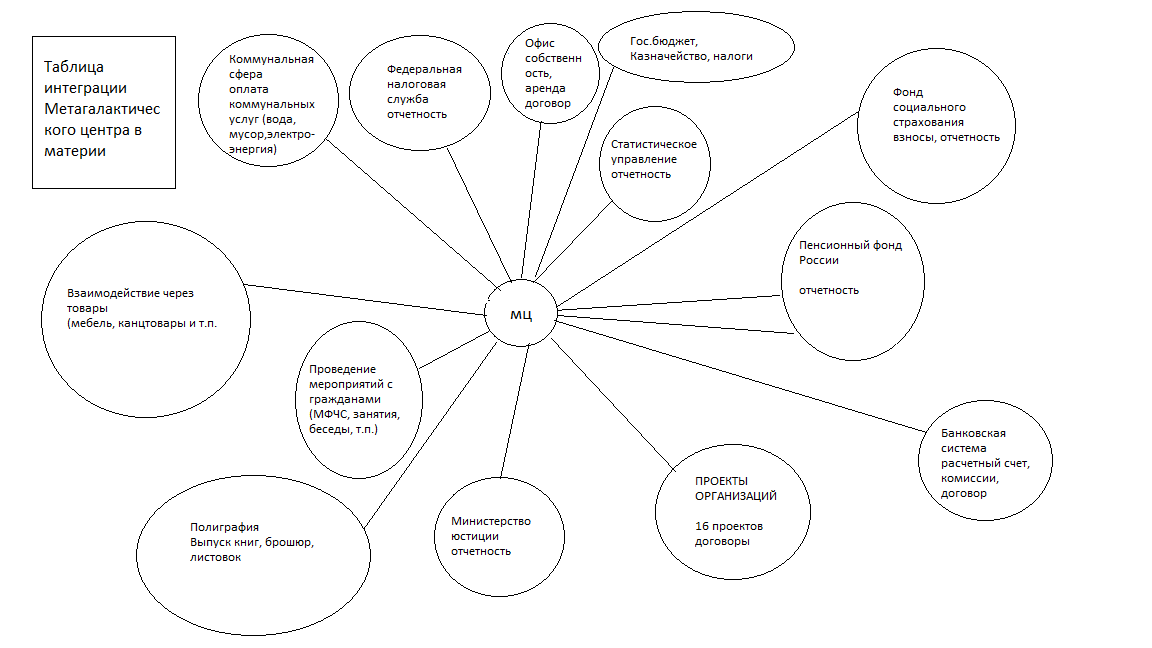 Таблица
интеграции
Метагалактичес
кого центра в
материи
Коммунальная
сфера
оплата
коммунальных
услуг (вода,
мусор,электро-
энергия)
Федеральная
налоговая
служба
отчетность
Офис
собственн
ость,
аренда
договор
Гос.бюджет,
Казначейство, налоги
Статистическое
управление
отчетность
Фонд
социального
страхования
взносы, отчетность
Пенсионный фонд
России
отчетность
Взаимодействие через
товары
(мебель, канцтовары и т.п.
МЦ
Проведение
мероприятий с
гражданами
(МФЧС, занятия,
беседы, т.п.)
Банковская
система
расчетный счет,
комиссии,
договор
ПРОЕКТЫ
ОРГАНИЗАЦИЙ
16 проектов
договоры
Министерство
юстиции
отчетность
Полиграфия
Выпуск книг, брошюр,
листовок